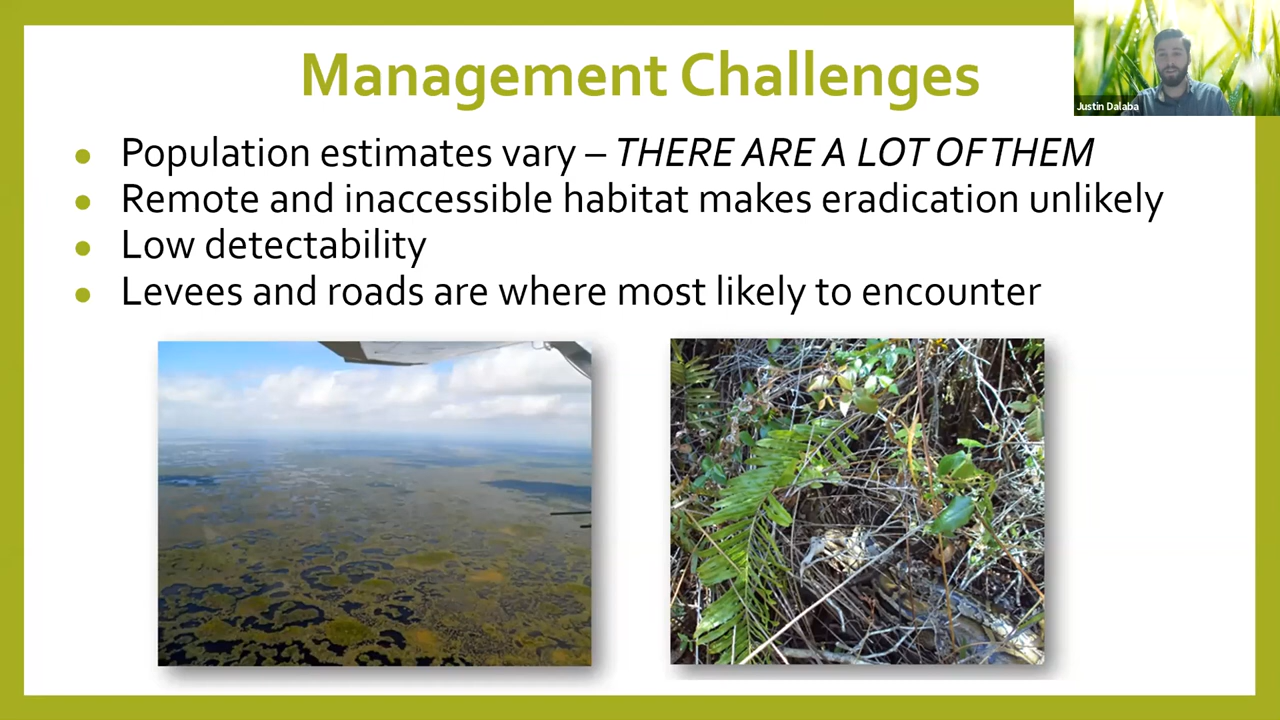 Management Challenges
Justin Dalaba
• Population estimates vary – THERE ARE A LOT OF THEM
• Remote and inaccessible habitat makes eradication unlikely
• Low detectability
• Levees and roads are where most likely to encounter